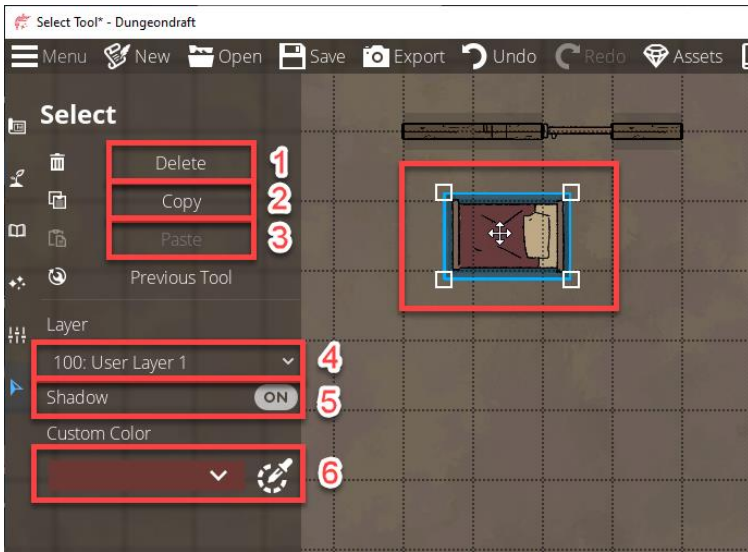 Select Tool* - Dungeondraft
Menu New Open Save Export Undo Redo Assets
Select
Delete 1
Copy 2
Paste 3
Previous Tool
Layer
100: User Layer 1 4
Shadow ON 5
Custom Color
6